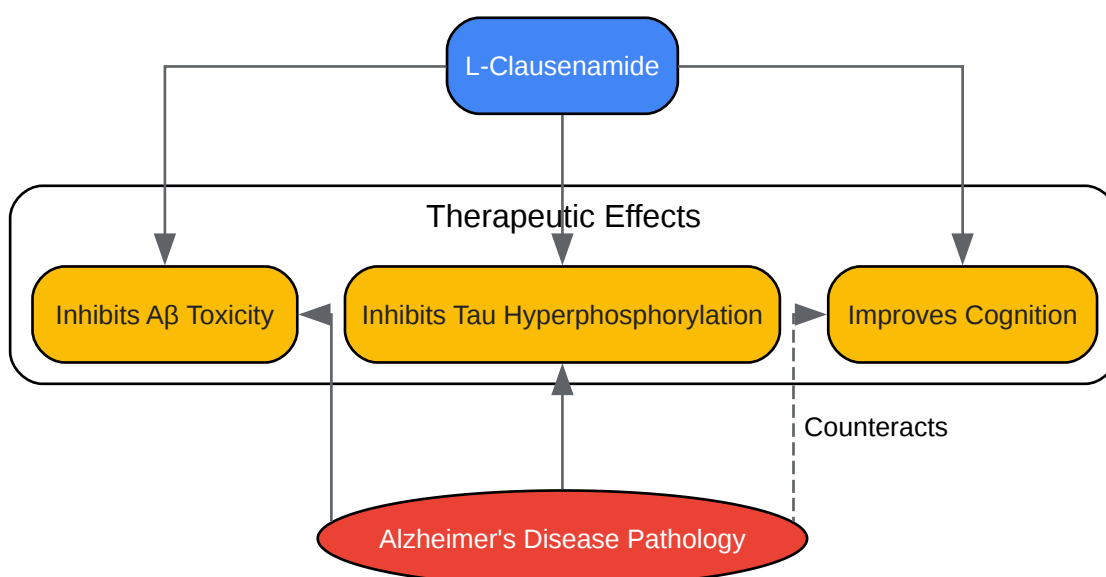 L-Clausenamide
Therapeutic Effects
Inhibits Aβ Toxicity
Inhibits Tau Hyperphosphorylation
Improves Cognition
Counteracts
Alzheimer's Disease Pathology